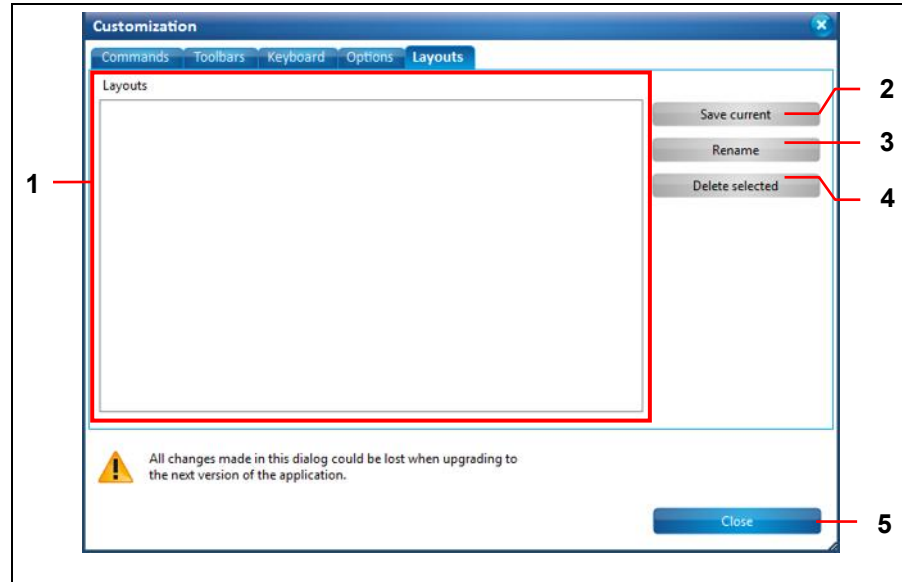 Customization
Commands Toolbars Keyboard Options Layouts
Layouts
2
Save current
3
Rename
1
Delete selected
4
All changes made in this dialog could be lost when upgrading to
the next version of the application.
Close
5